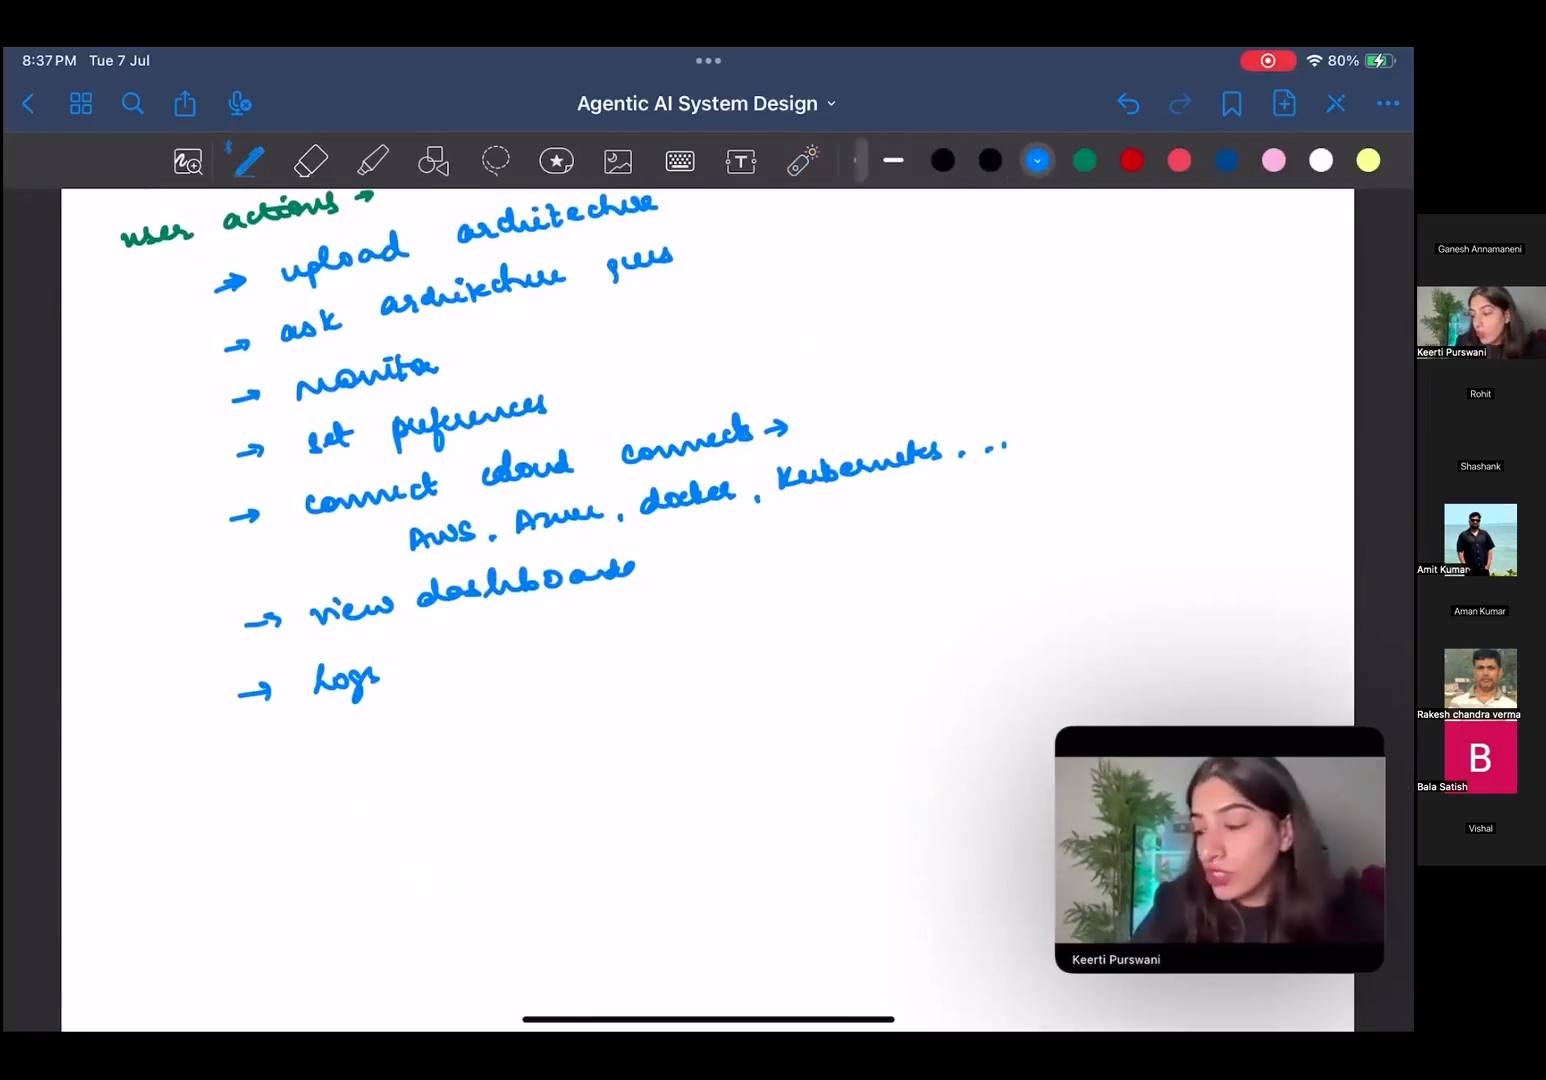 8:37 PM Tue 7 Jul
80%
Agentic AI System Design
T
user actions →
→ upload architecture
→ ask architecture ques
→ Monitor
→ set preferences
→ connect cloud connects →
AWS, Azure, docker, Kubernetes, ...
→ view dashboards
→ Logs
Keerti Purswani
Ganesh Annamaneni
Keerti Purswani
Rohit
Shashank
Amit Kumar
Aman Kumar
Rakesh chandra verma
B
Bala Satish
Vishal